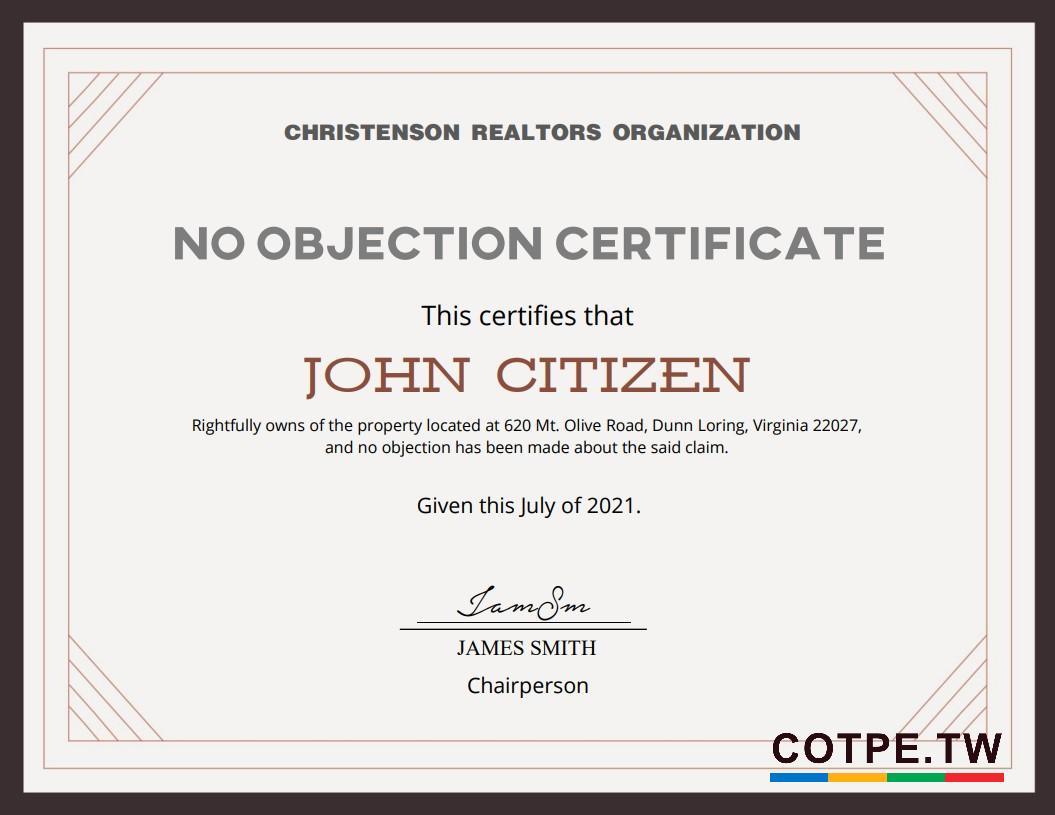 CHRISTENSON REALTORS ORGANIZATION
NO OBJECTION CERTIFICATE
This certifies that
JOHN CITIZEN
Rightfully owns of the property located at 620 Mt. Olive Road, Dunn Loring, Virginia 22027,
and no objection has been made about the said claim.
Given this July of 2021.
JamSm
JAMES SMITH
Chairperson
COTPE.TW